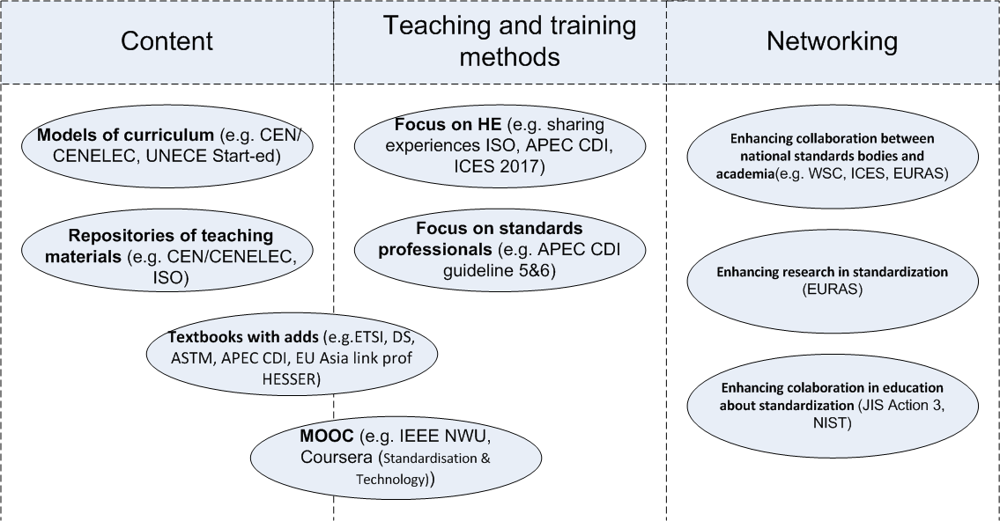 Content
Teaching and training
methods
Networking
Models of curriculum (e.g. CEN/
CENELEC, UNECE Start-ed)
Repositories of teaching
materials (e.g. CEN/CENELEC,
ISO)
Focus on HE (e.g. sharing
experiences ISO, APEC CDI,
ICES 2017)
Focus on standards
professionals (e.g. APEC CDI
guideline 5&6)
Textbooks with adds (e.g.ETSI, DS,
ASTM, APEC CDI, EU Asia link prof
HESSER)
MOOC (e.g. IEEE NWU,
Coursera (Standardisation &
Technology))
Enhancing collaboration between
national standards bodies and
academia(e.g. WSC, ICES, EURAS)
Enhancing research in standardization
(EURAS)
Enhancing colaboration in education
about standardization (JIS Action 3,
NIST)